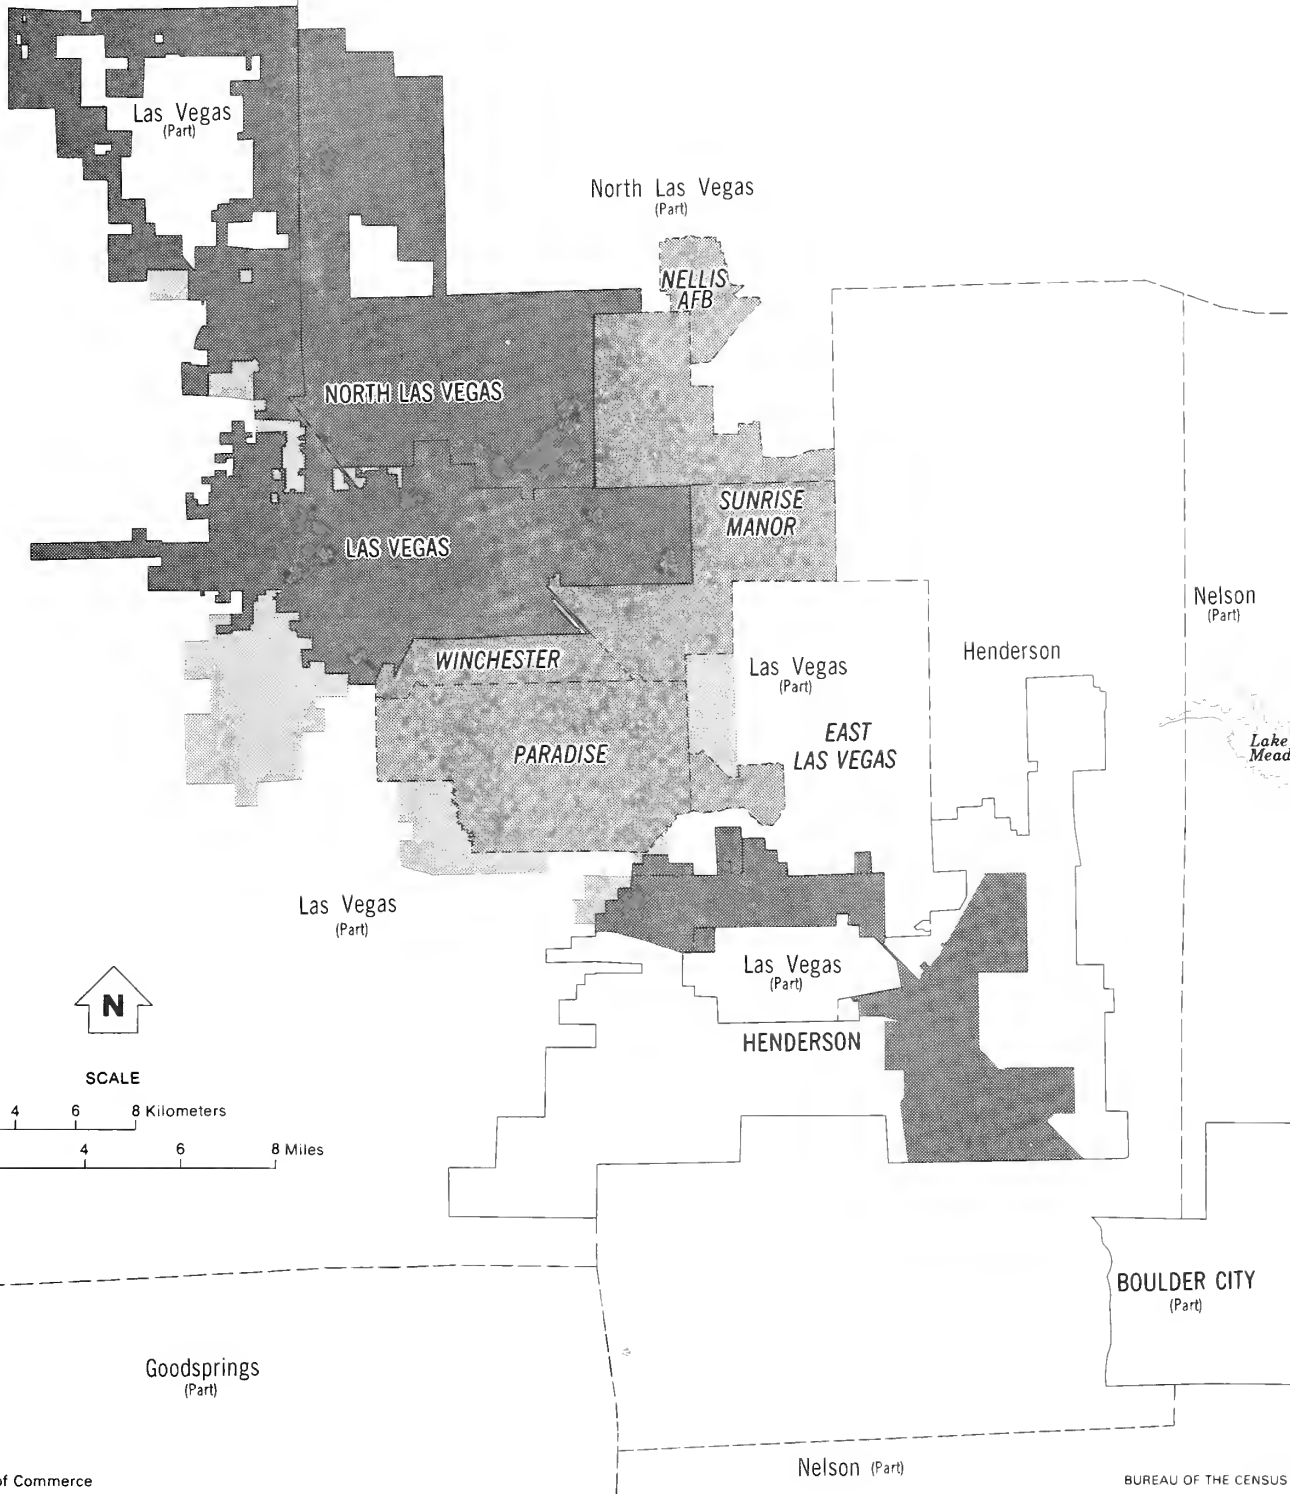 Las Vegas
(Part)
North Las Vegas
(Part)
NELLIS
AFB
NORTH LAS VEGAS
SUNRISE
MANOR
LAS VEGAS
Nelson
(Part)
Henderson
WINCHESTER
Las Vegas
(Part)
EAST
LAS VEGAS
PARADISE
Lake
Mead
Las Vegas
(Part)
Las Vegas
(Part)
N
HENDERSON
SCALE
4 6 8 Kilometers
4 6 8 Miles
BOULDER CITY
(Part)
Goodsprings
(Part)
Nelson (Part)
of Commerce
BUREAU OF THE CENSUS